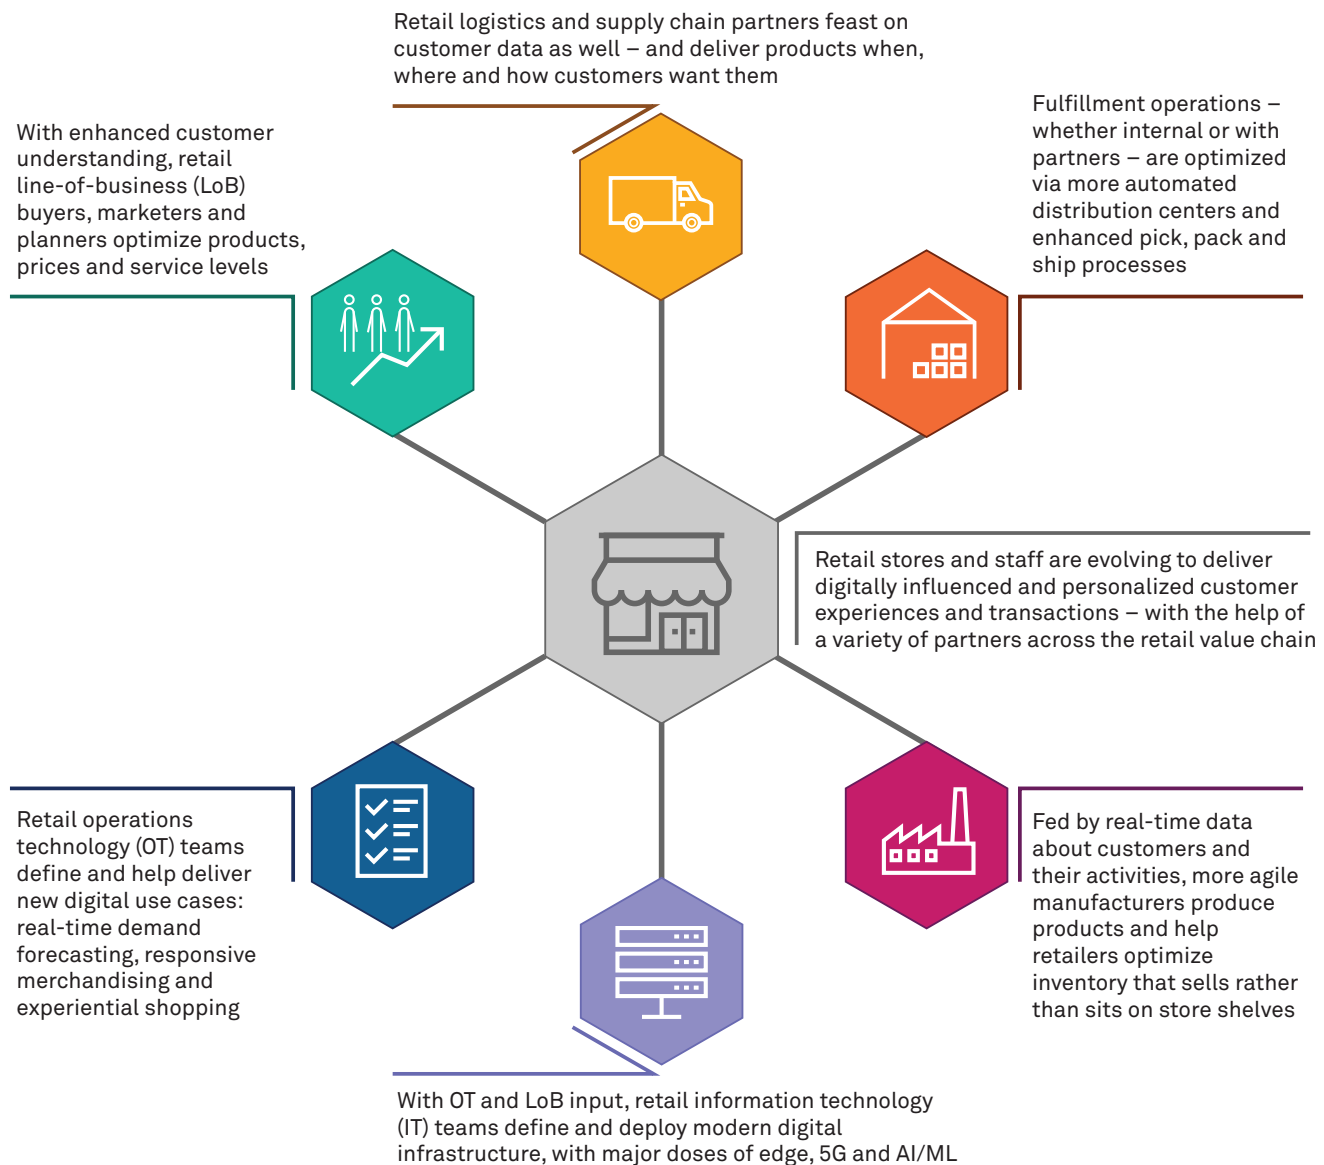 Retail logistics and supply chain partners feast on
customer data as well – and deliver products when,
where and how customers want them
With enhanced customer
understanding, retail
line-of-business (LoB)
buyers, marketers and
planners optimize products,
prices and service levels
Fulfillment operations –
whether internal or with
partners – are optimized
via more automated
distribution centers and
enhanced pick, pack and
ship processes
Retail stores and staff are evolving to deliver
digitally influenced and personalized customer
experiences and transactions – with the help of
a variety of partners across the retail value chain
Retail operations
technology (OT) teams
define and help deliver
new digital use cases:
real-time demand
forecasting, responsive
merchandising and
experiential shopping
Fed by real-time data
about customers and
their activities, more agile
manufacturers produce
products and help
retailers optimize
inventory that sells rather
than sits on store shelves
With OT and LoB input, retail information technology
(IT) teams define and deploy modern digital
infrastructure, with major doses of edge, 5G and AI/ML